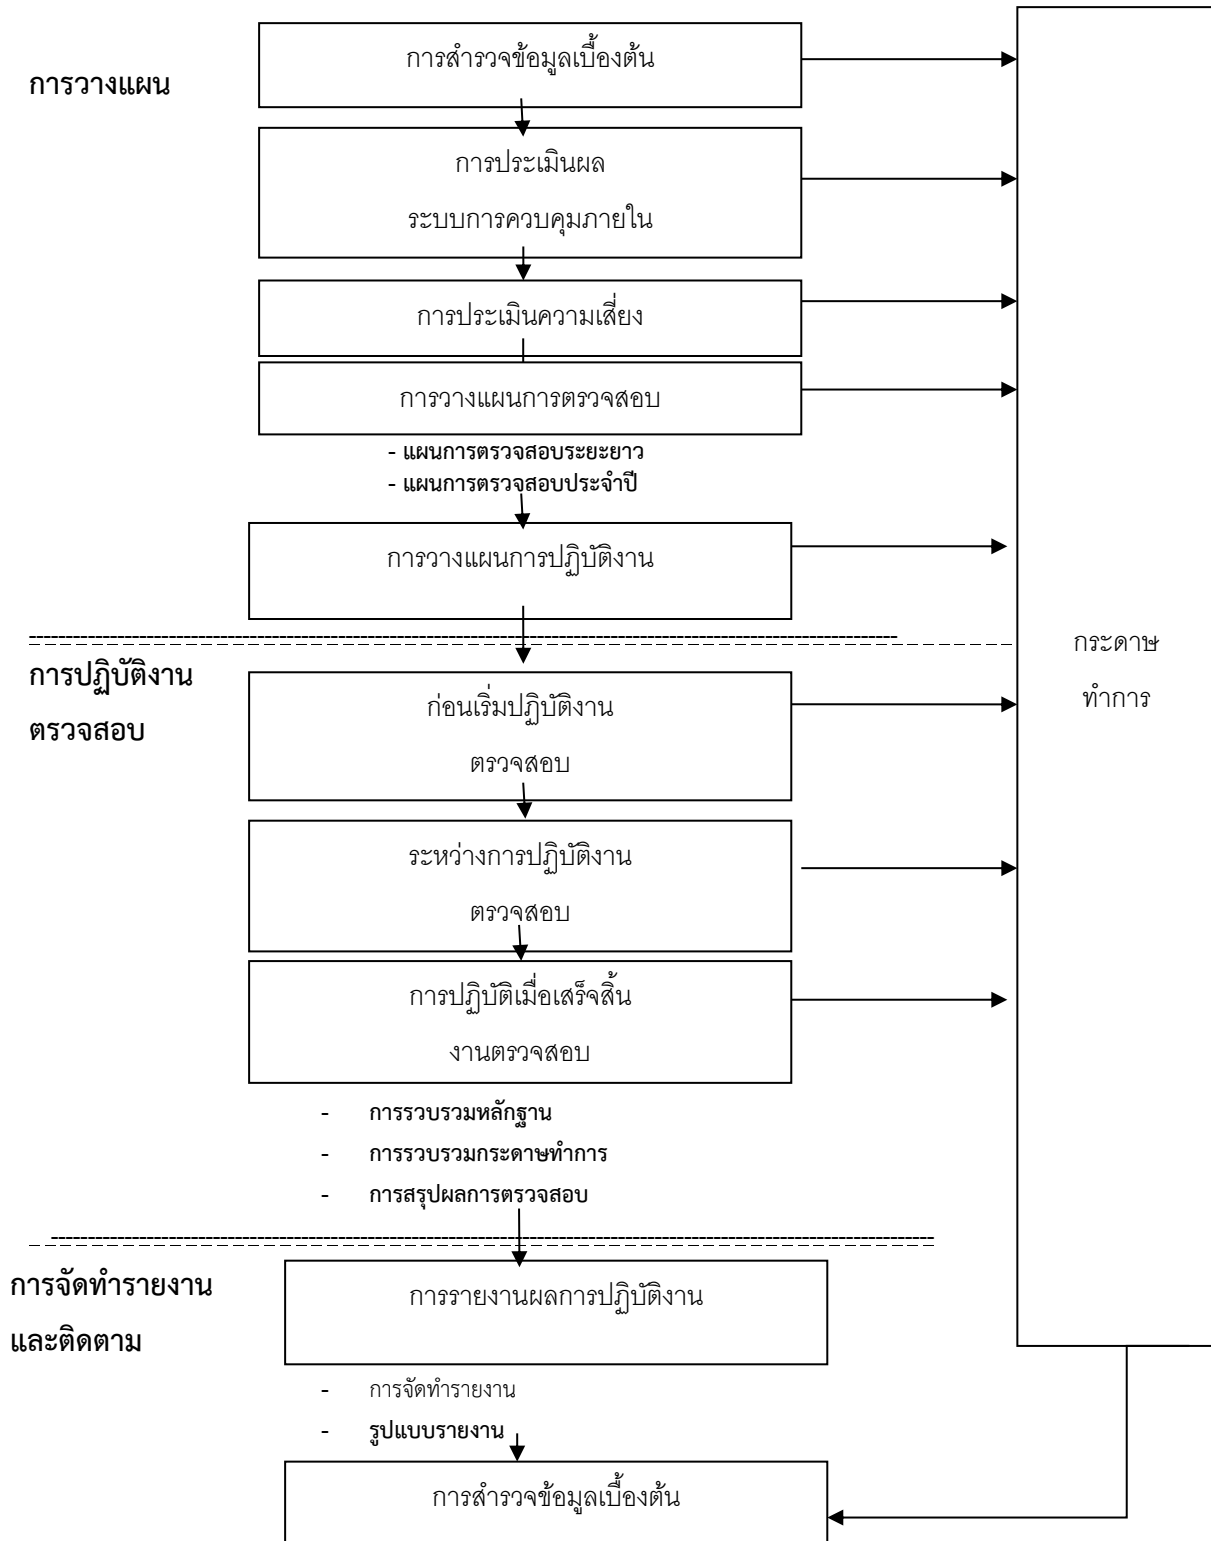 การสำรวจข้อมูลเบื้องต้น
การวางแผน
การประเมินผล
ระบบการควบคุมภายใน
การประเมินความเสี่ยง
การวางแผนการตรวจสอบ
- แผนการตรวจสอบระยะยาว
- แผนการตรวจสอบประจำปี
การวางแผนการปฏิบัติงาน
กระดาษ
ทำการ
การปฏิบัติงาน
ตรวจสอบ
ก่อนเริ่มปฏิบัติงาน
ตรวจสอบ
ระหว่างการปฏิบัติงาน
ตรวจสอบ
การปฏิบัติเมื่อเสร็จสิ้น
งานตรวจสอบ
- การรวบรวมหลักฐาน
- การรวบรวมกระดาษทำการ
- การสรุปผลการตรวจสอบ
การจัดทำรายงาน
และติดตาม
การรายงานผลการปฏิบัติงาน
- การจัดทำรายงาน
- รูปแบบรายงาน
การสำรวจข้อมูลเบื้องต้น